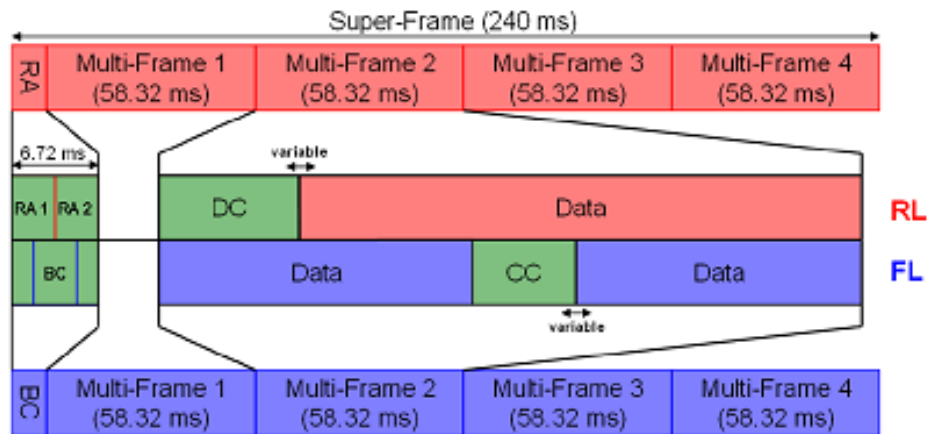 Super-Frame (240 ms)
RA
Multi-Frame 1
(58.32 ms)
Multi-Frame 2
(58.32 ms)
Multi-Frame 3
(58.32 ms)
Multi-Frame 4
(58.32 ms)
6.72 ms
variable
RA 1
RA 2
DC
Data
RL
BC
Data
CC
Data
FL
variable
BC
Multi-Frame 1
(58.32 ms)
Multi-Frame 2
(58.32 ms)
Multi-Frame 3
(58.32 ms)
Multi-Frame 4
(58.32 ms)